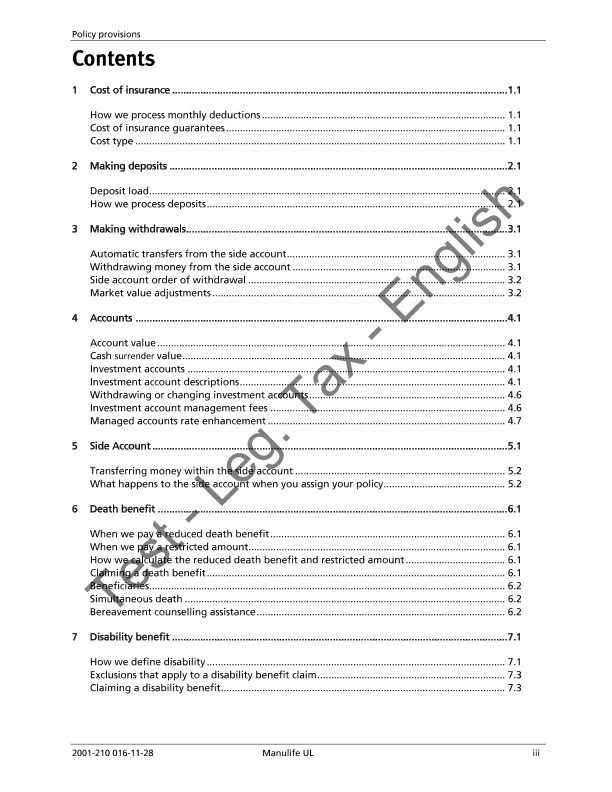 Policy provisions
Contents
1 Cost of insurance ........ 1.1
How we process monthly deductions ........ 1.1
Cost of insurance guarantees ........ 1.1
Cost type ........ 1.1
2 Making deposits ........ 2.1
Deposit load ........ 2.1
How we process deposits ........ 2.1
3 Making withdrawals ........ 3.1
Automatic transfers from the side account ........ 3.1
Withdrawing money from the side account ........ 3.1
Side account order of withdrawal ........ 3.2
Market value adjustments ........ 3.2
4 Accounts ........ 4.1
Account value ........ 4.1
Cash surrender value ........ 4.1
Investment accounts ........ 4.1
Investment account descriptions ........ 4.1
Withdrawing or changing investment accounts ........ 4.6
Investment account management fees ........ 4.6
Managed accounts rate enhancement ........ 4.7
5 Side Account ........ 5.1
Transferring money within the side account ........ 5.2
What happens to the side account when you assign your policy ........ 5.2
6 Death benefit ........ 6.1
When we pay a reduced death benefit ........ 6.1
When we pay a restricted amount ........ 6.1
How we calculate the reduced death benefit and restricted amount ........ 6.1
Claiming a death benefit ........ 6.1
Beneficiaries ........ 6.2
Simultaneous death ........ 6.2
Bereavement counselling assistance ........ 6.2
7 Disability benefit ........ 7.1
How we define disability ........ 7.1
Exclusions that apply to a disability benefit claim ........ 7.3
Claiming a disability benefit ........ 7.3
Test - Leg. Tax - English
2001-210 016-11-28 Manulife UL iii